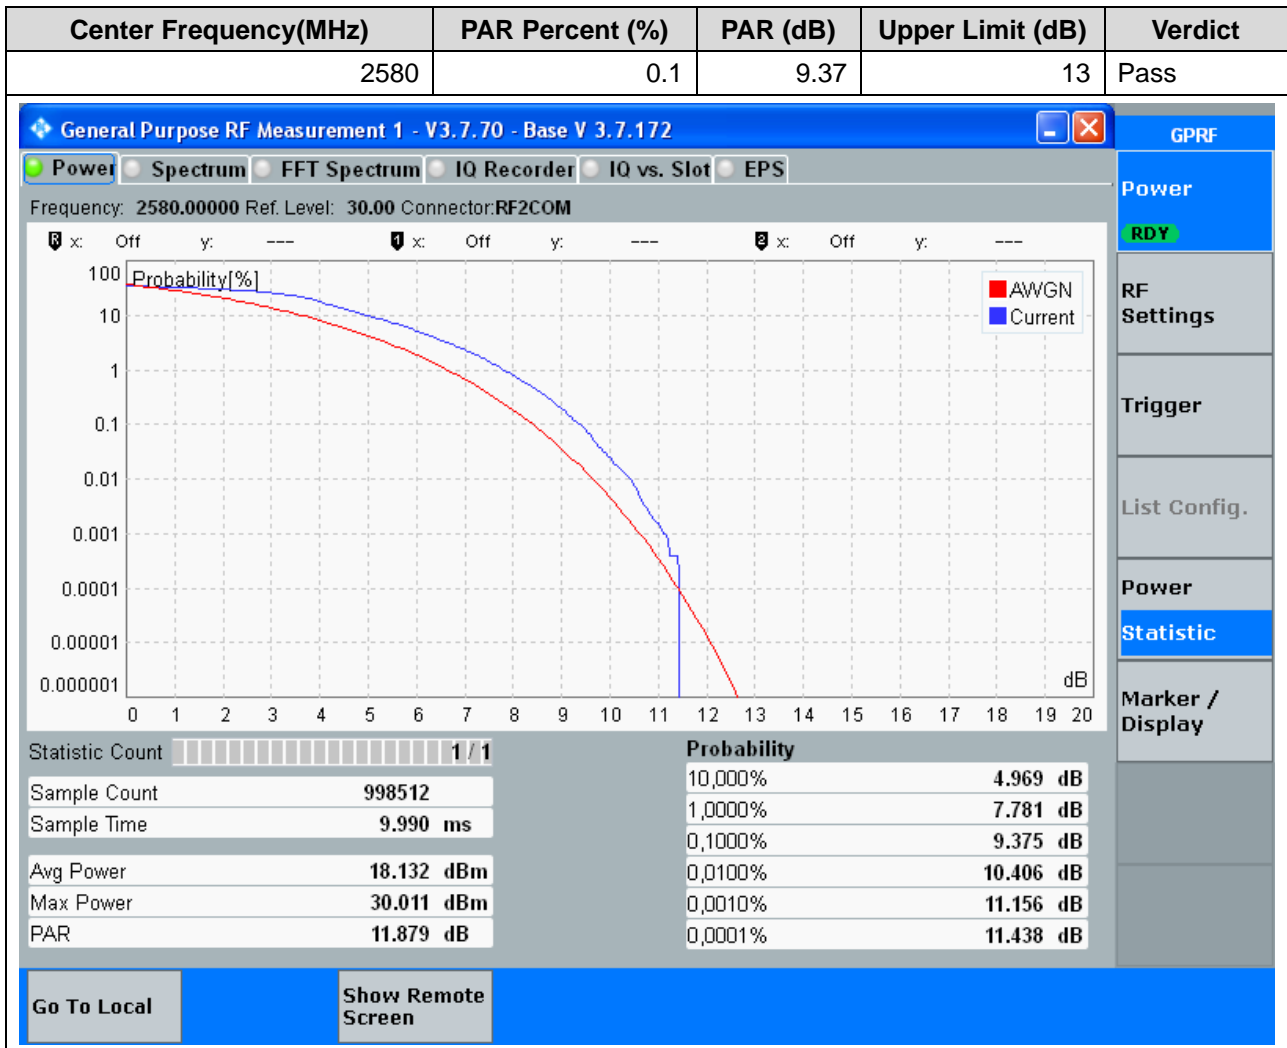 Center Frequency(MHz) PAR Percent (%) PAR (dB) Upper Limit (dB) Verdict
2580 0.1 9.37 13 Pass
General Purpose RF Measurement 1 - V3.7.70 - Base V 3.7.172
GPRF
Power Spectrum FFT Spectrum IQ Recorder IQ vs. Slot EPS
Power
RDY
Frequency: 2580.00000 Ref. Level: 30.00 Connector:RF2COM
R x: Off y: --- 1 x: Off y: --- 2 x: Off y: ---
Probability[%]
100
10
1
0.1
0.01
0.001
0.0001
0.00001
0.000001
AWGN
Current
dB
0 1 2 3 4 5 6 7 8 9 10 11 12 13 14 15 16 17 18 19 20
RF
Settings
Trigger
List Config.
Power
Statistic
Marker /
Display
Statistic Count 1 / 1
Sample Count 998512
Sample Time 9.990 ms
Avg Power 18.132 dBm
Max Power 30.011 dBm
PAR 11.879 dB
Probability
10,000% 4.969 dB
1,0000% 7.781 dB
0,1000% 9.375 dB
0,0100% 10.406 dB
0,0010% 11.156 dB
0,0001% 11.438 dB
Go To Local
Show Remote
Screen